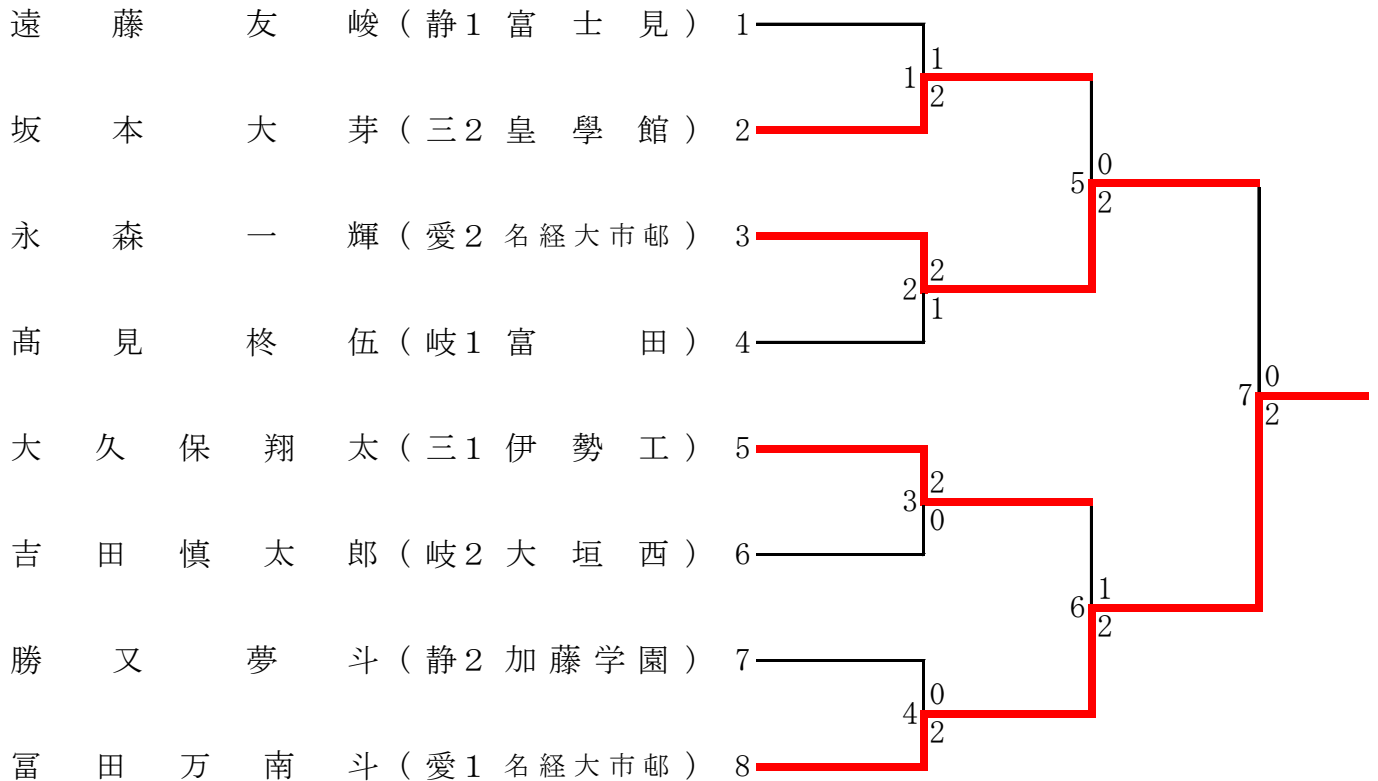 遠藤友峻(静1富士見) 1
1
1
2
坂本大芽(三2皇學館) 2
0
5
2
永森一輝(愛2名経大市邨) 3
2
2
1
髙見柊伍(岐1富田) 4
0
7
2
大久保翔太(三1伊勢工) 5
2
3
0
吉田慎太郎(岐2大垣西) 6
1
6
2
勝又夢斗(静2加藤学園) 7
0
4
2
冨田万南斗(愛1名経大市邨) 8